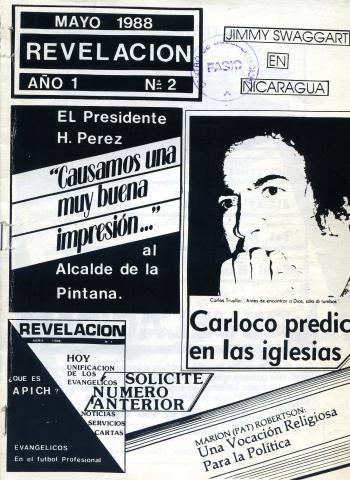 MAYO 1988
REVELACION
AÑO 1 Nº 2
JIMMY SWAGGART
EN
NICARAGUA
FASIC
EL Presidente
H. Perez
"Causamos una
muy buena
impresión..."
al
Alcalde de la
Pintana.
Carlos Trujillo: Antes de encontrar a Dios, sólo di tumbos
Carloco predic
en las iglesias
REVELACION
HOY
UNIFICACION
DE LOS
EVANGELICOS
¿QUE ES
APICH?
NOTICIAS
SERVICIOS
CARTAS
EVANGELICOS
En el futbol Profesional
SOLICITE
NUMERO
ANTERIOR
MARION (PAT) ROBERTSON:
Una Vocación Religiosa
Para la Política